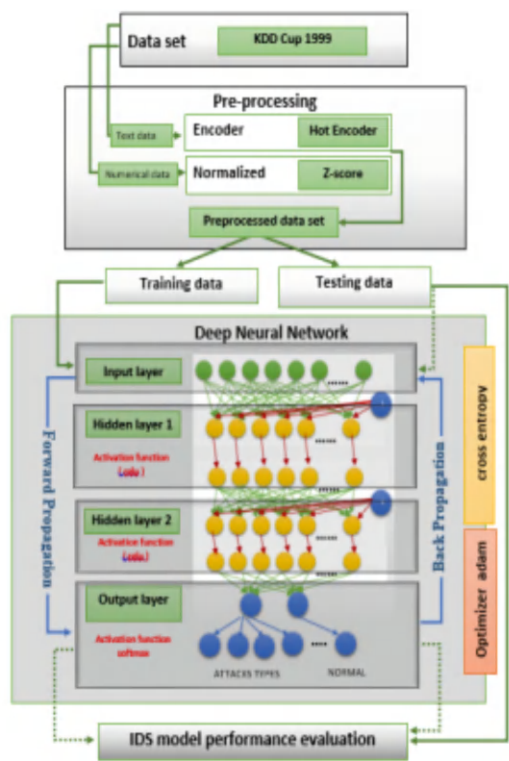 Data set
KDD Cup 1999
Pre-processing
Text data
Encoder
Hot Encoder
Numerical data
Normalized
Z-score
Preprocessed data set
Training data
Testing data
Deep Neural Network
Input layer
......
Hidden layer 1
Activation function
......
......
Hidden layer 2
Activation function
......
......
Output layer
Activation function
softmax
.....
ATTACKS TYPES
NORMAL
Forward Propagation
Back Propagation
cross entropy
Optimizer adam
IDS model performance evaluation